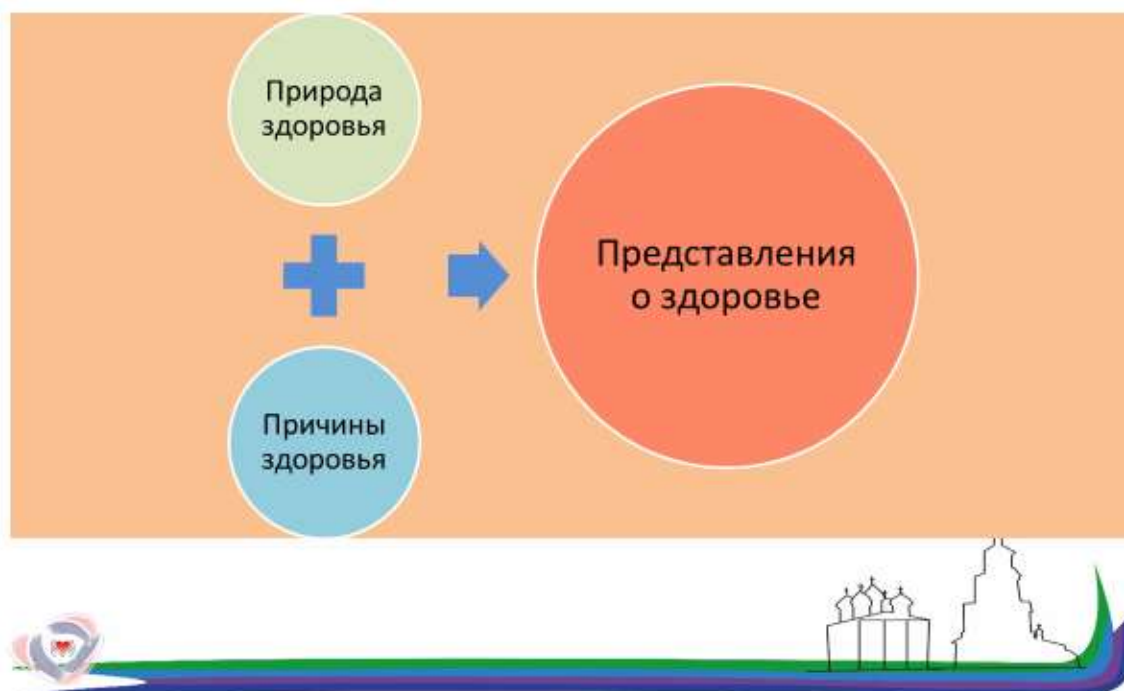 Природа
здоровья
Представления
о здоровье
Причины
здоровья